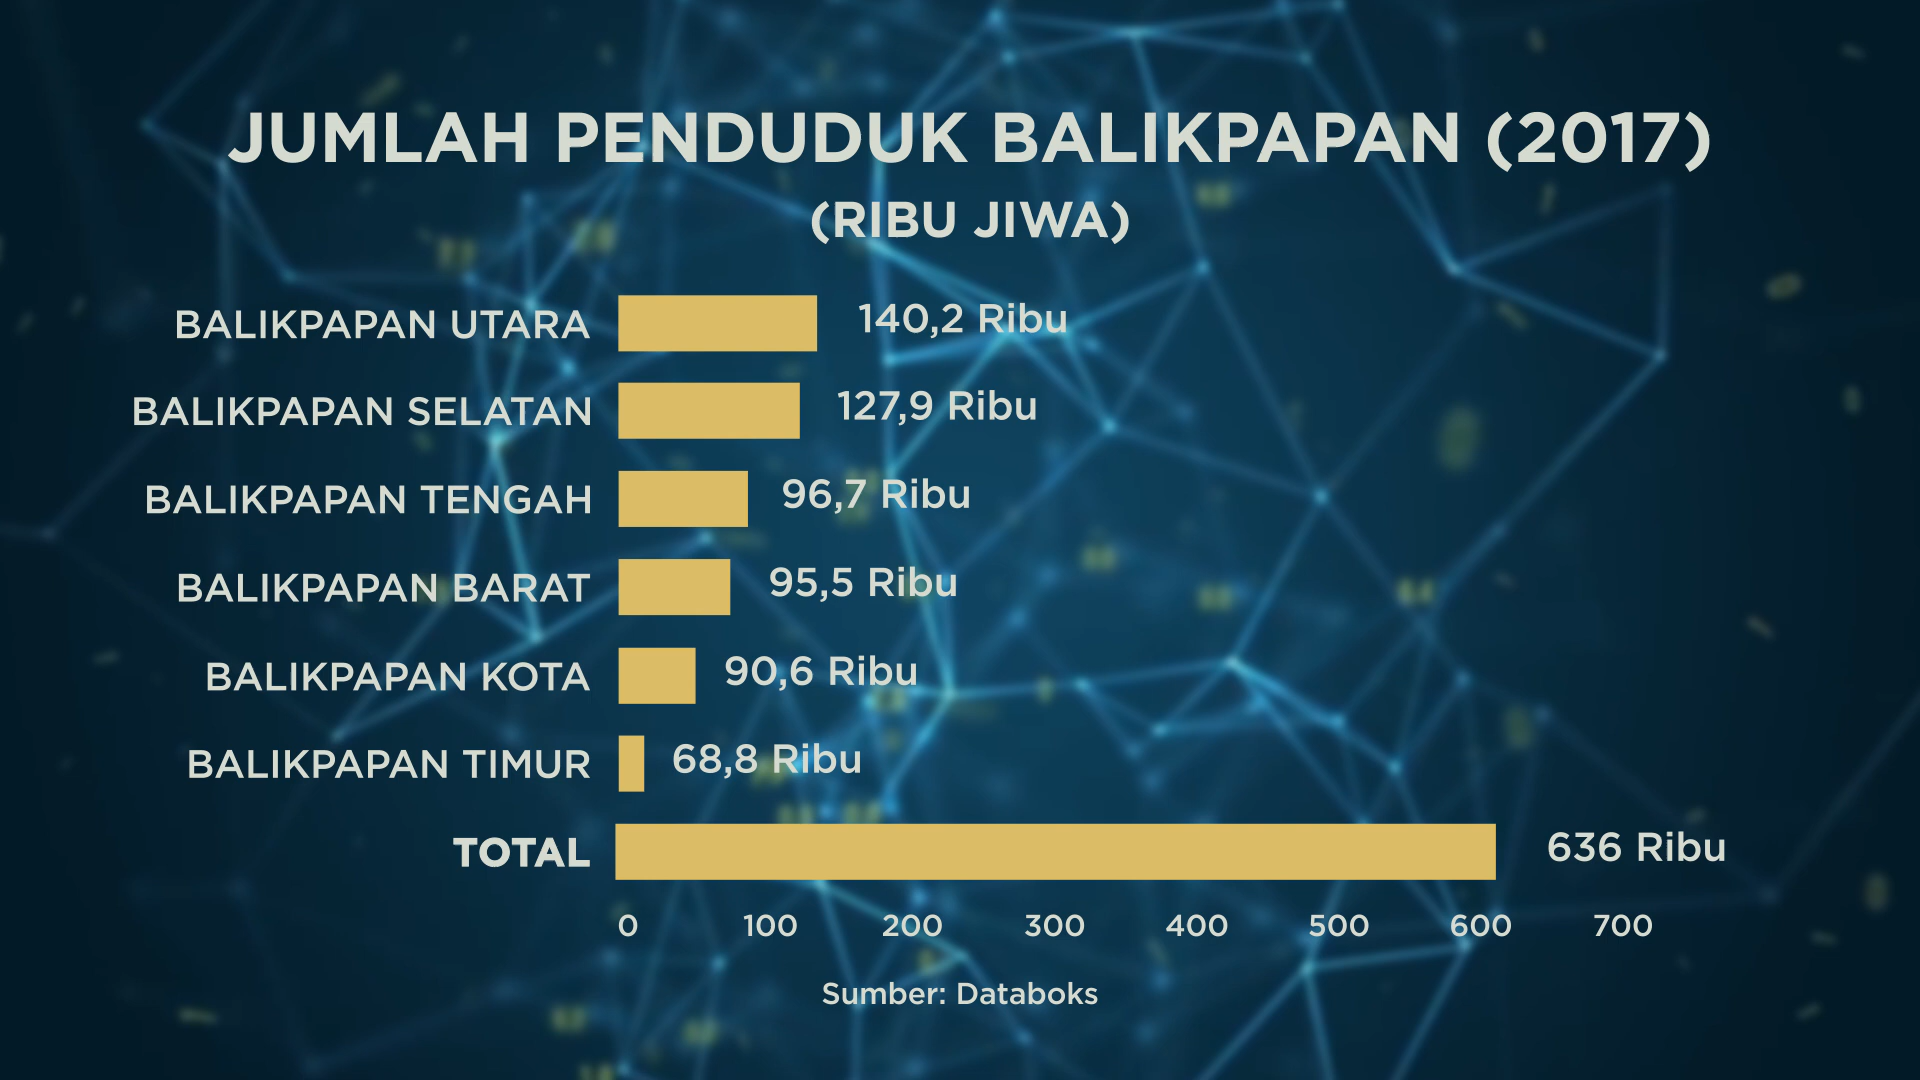 JUMLAH PENDUDUK BALIKPAPAN (2017)
(RIBU JIWA)
BALIKPAPAN UTARA 140,2 Ribu
BALIKPAPAN SELATAN 127,9 Ribu
BALIKPAPAN TENGAH 96,7 Ribu
BALIKPAPAN BARAT 95,5 Ribu
BALIKPAPAN KOTA 90,6 Ribu
BALIKPAPAN TIMUR 68,8 Ribu
TOTAL 636 Ribu
0 100 200 300 400 500 600 700
Sumber: Databoks